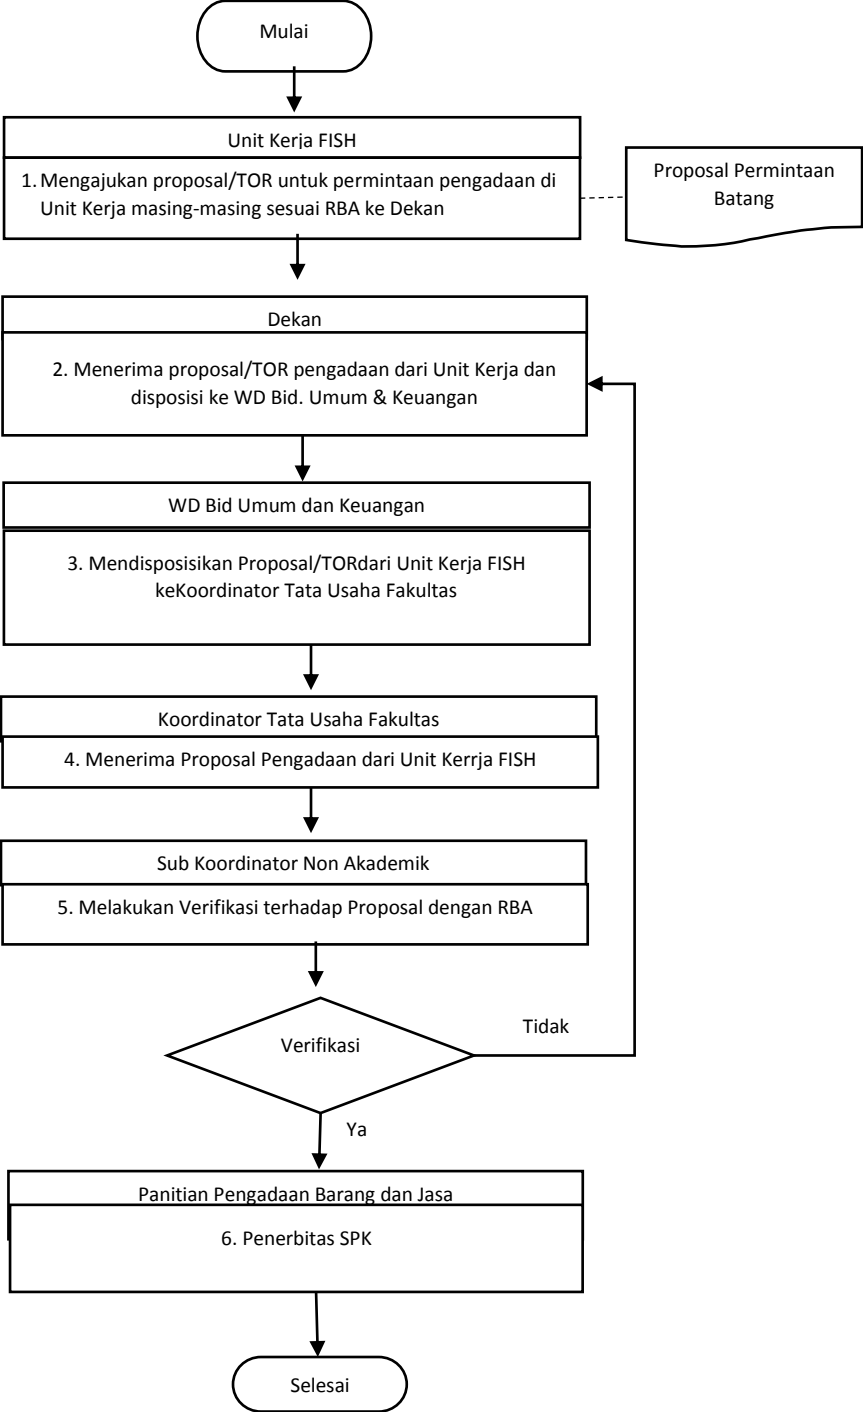 Mulai
Unit Kerja FISH
1. Mengajukan proposal/TOR untuk permintaan pengadaan di
Unit Kerja masing-masing sesuai RBA ke Dekan
Proposal Permintaan
Batang
Dekan
2. Menerima proposal/TOR pengadaan dari Unit Kerja dan
disposisi ke WD Bid. Umum & Keuangan
WD Bid Umum dan Keuangan
3. Mendisposisikan Proposal/TORdari Unit Kerja FISH
keKoordinator Tata Usaha Fakultas
Koordinator Tata Usaha Fakultas
4. Menerima Proposal Pengadaan dari Unit Kerrja FISH
Sub Koordinator Non Akademik
5. Melakukan Verifikasi terhadap Proposal dengan RBA
Verifikasi
Tidak
Ya
Panitian Pengadaan Barang dan Jasa
6. Penerbitas SPK
Selesai